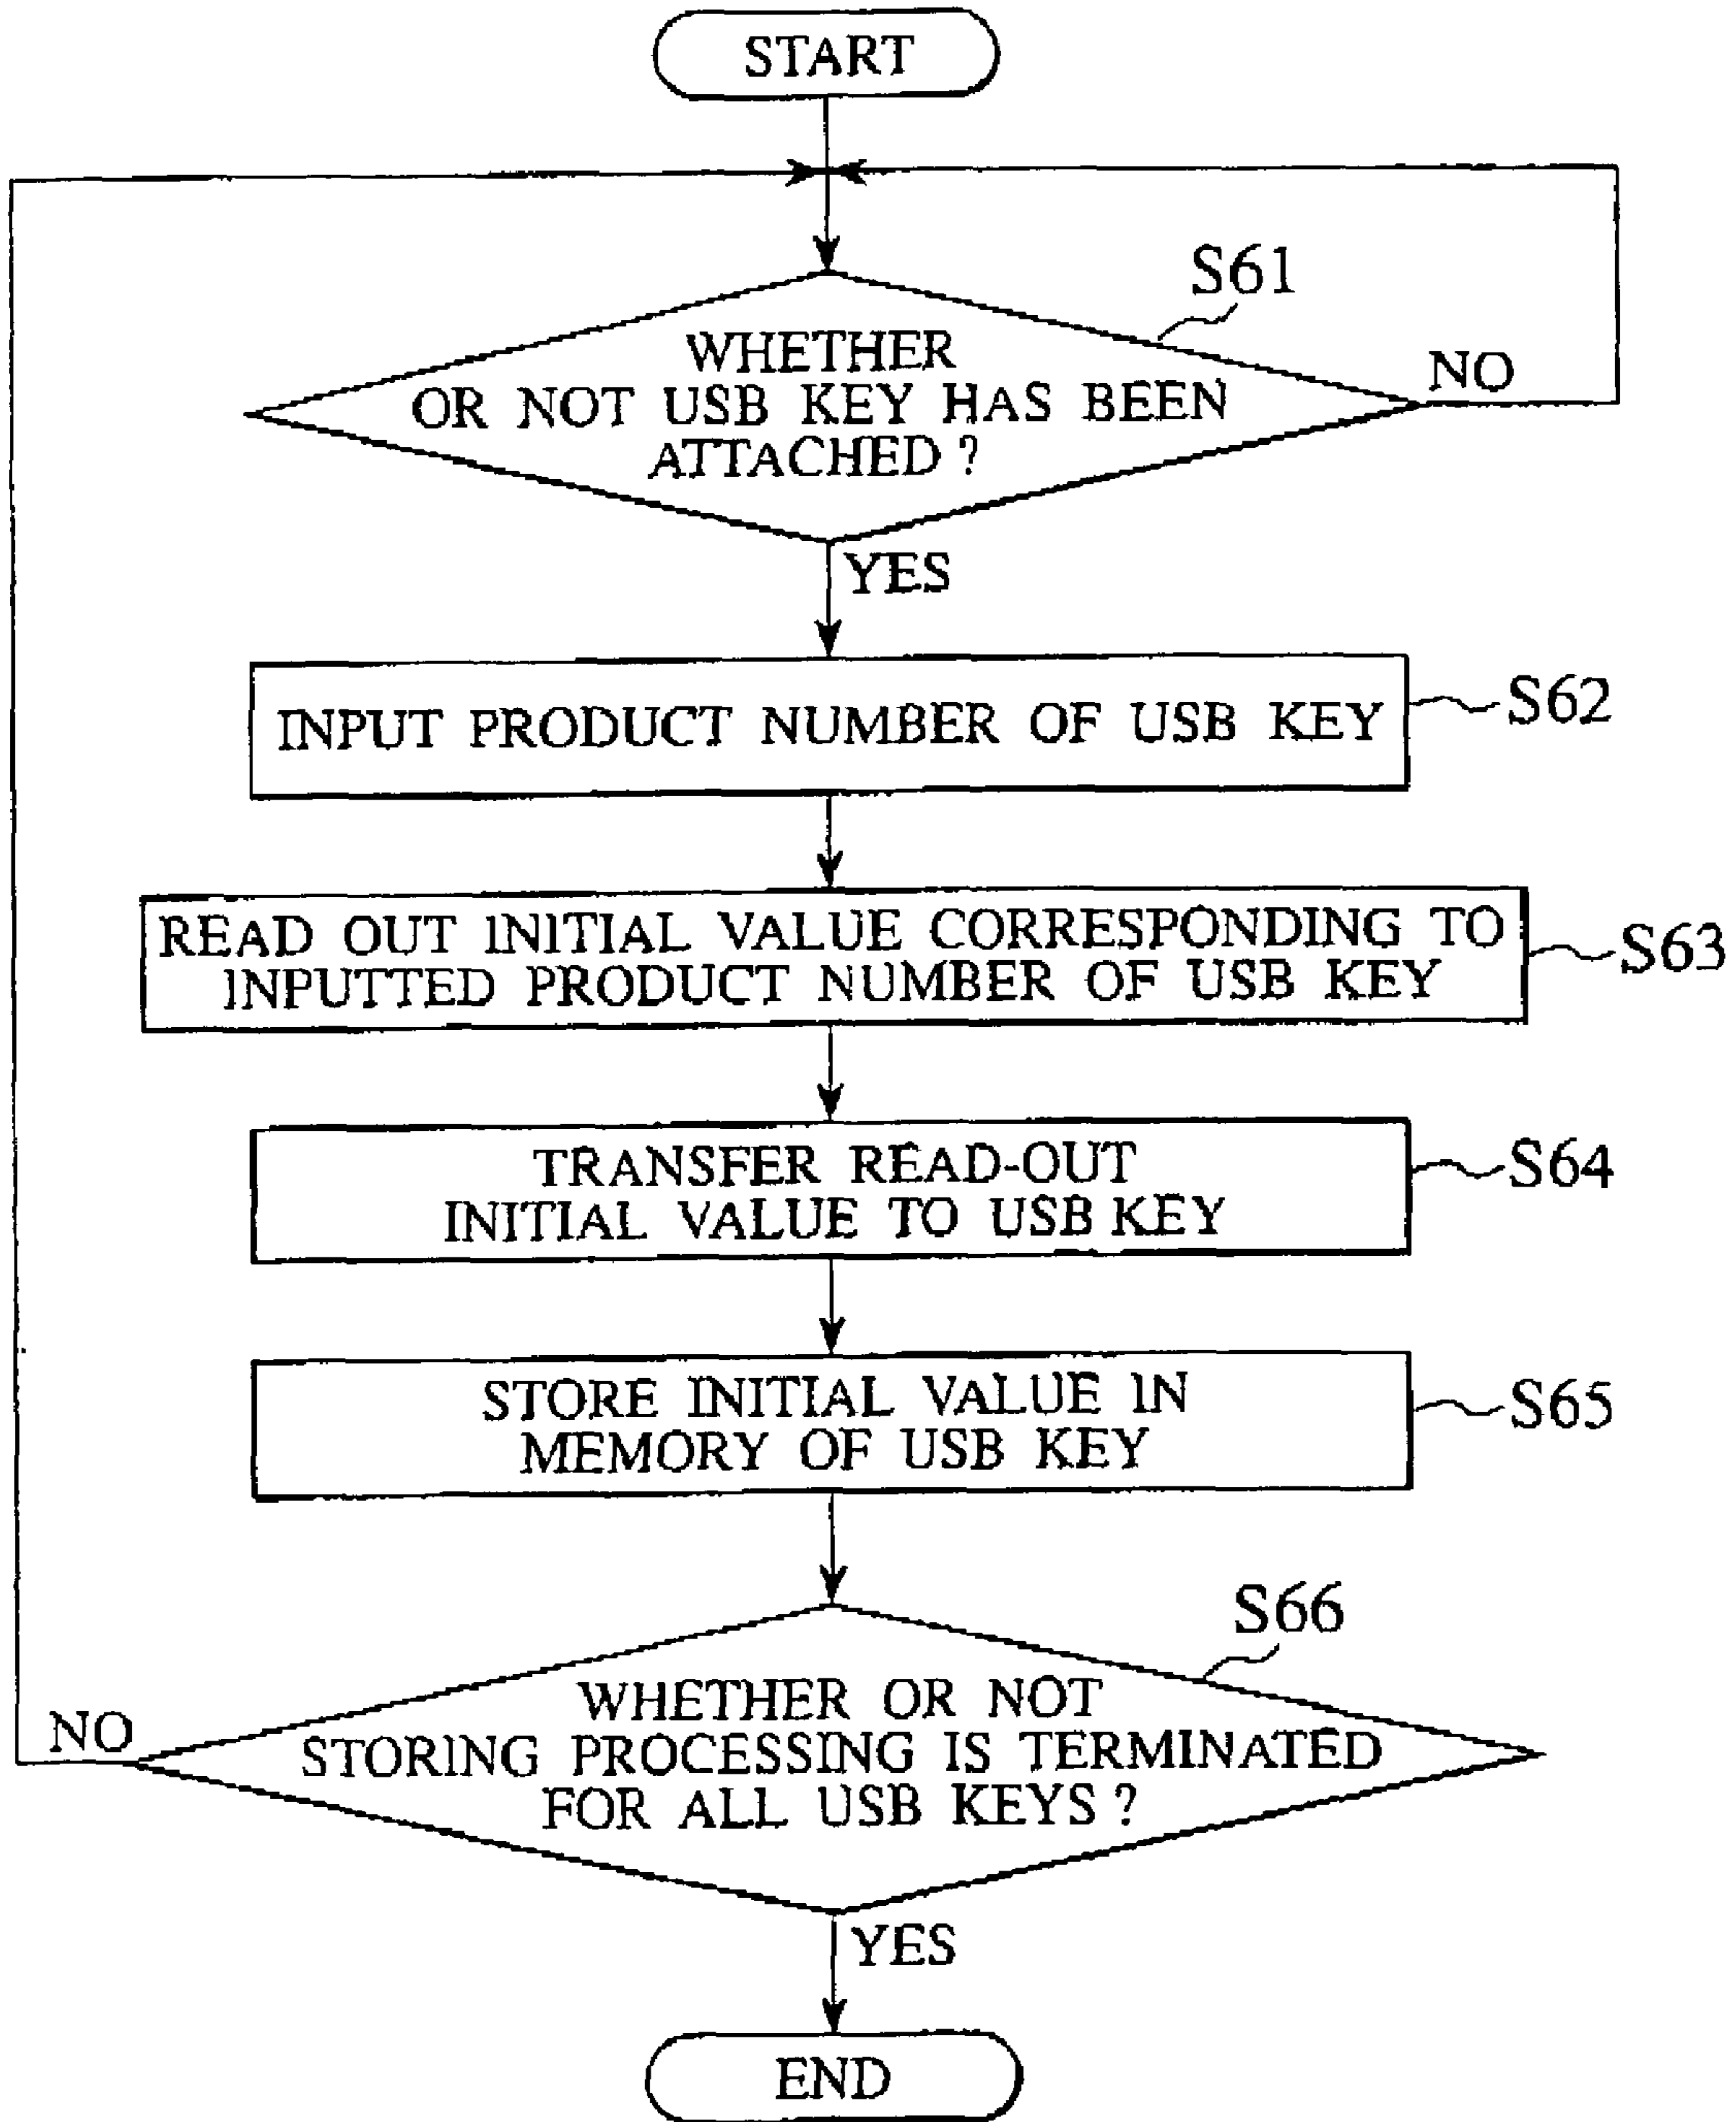 START
S61
WHETHER
OR NOT USB KEY HAS BEEN
ATTACHED ?
NO
YES
INPUT PRODUCT NUMBER OF USB KEY
S62
READ OUT INITIAL VALUE CORRESPONDING TO
INPUTTED PRODUCT NUMBER OF USB KEY
S63
TRANSFER READ-OUT
INITIAL VALUE TO USB KEY
S64
STORE INITIAL VALUE IN
MEMORY OF USB KEY
S65
S66
WHETHER OR NOT
STORING PROCESSING IS TERMINATED
FOR ALL USB KEYS ?
NO
YES
END